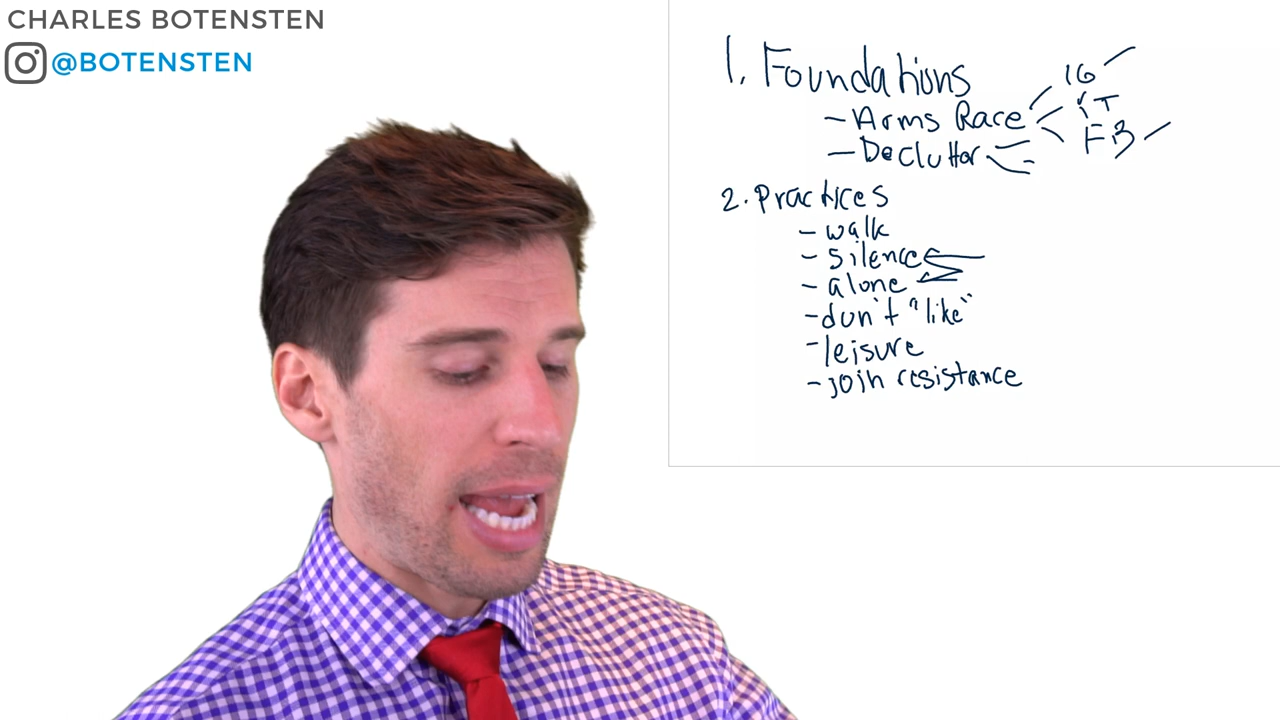 CHARLES BOTENSTEN
@BOTENSTEN
1. Foundations
- Arms Race
IG
YT
FB
- Declutter
2. Practices
- walk
- silence
- alone
- don't "like"
- leisure
- join resistance